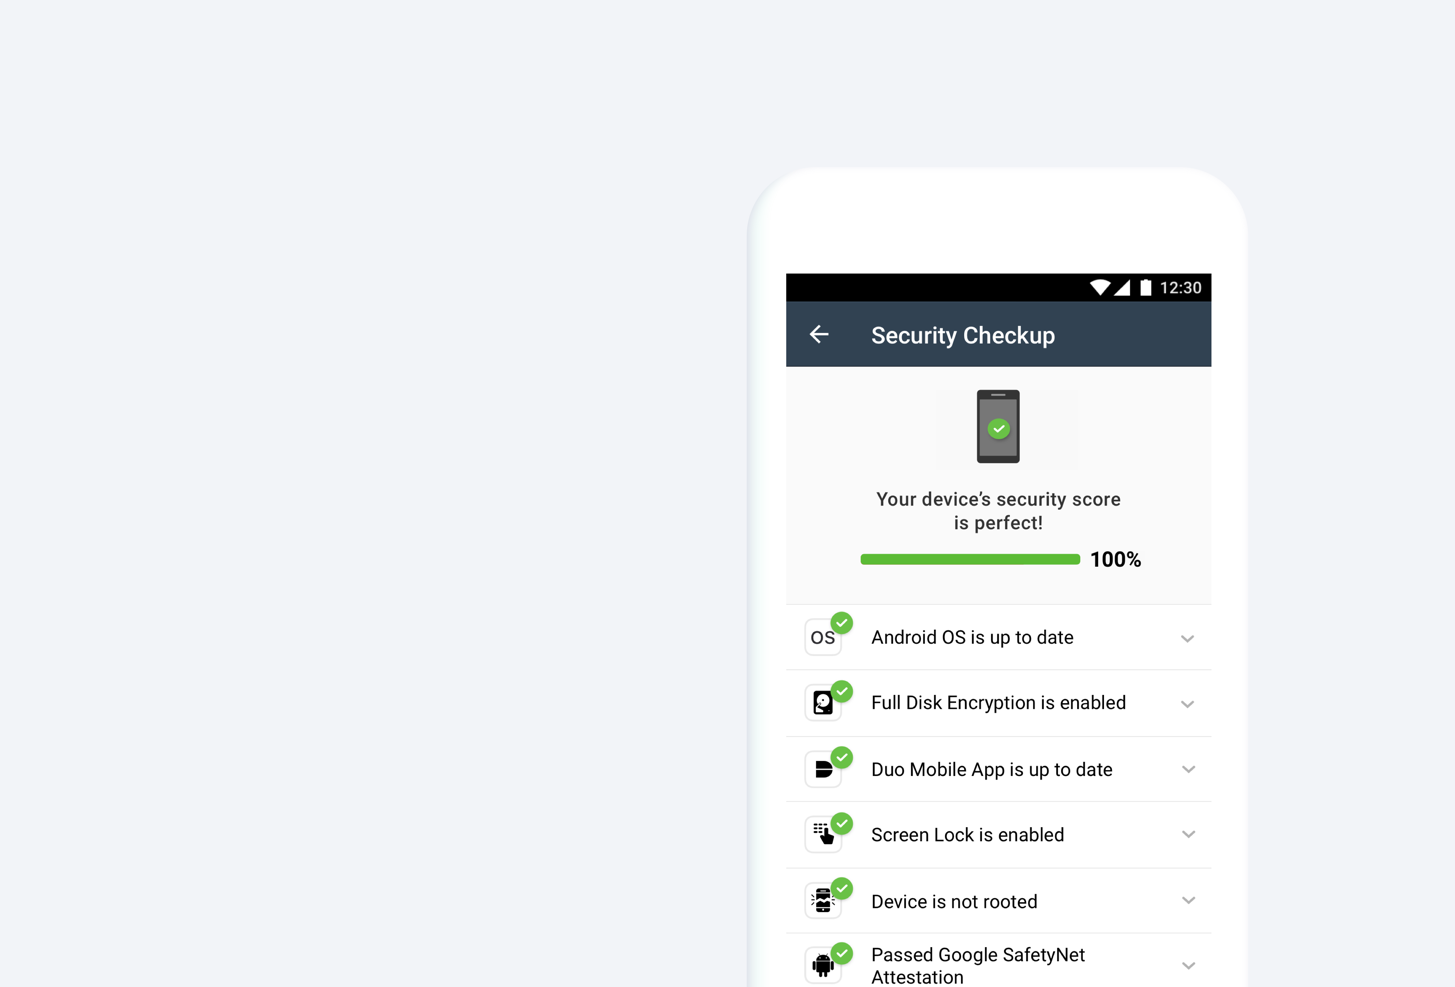 12:30
Security Checkup
Your device’s security score
is perfect!
100%
OS
Android OS is up to date
Full Disk Encryption is enabled
Duo Mobile App is up to date
Screen Lock is enabled
Device is not rooted
Passed Google SafetyNet
Attestation